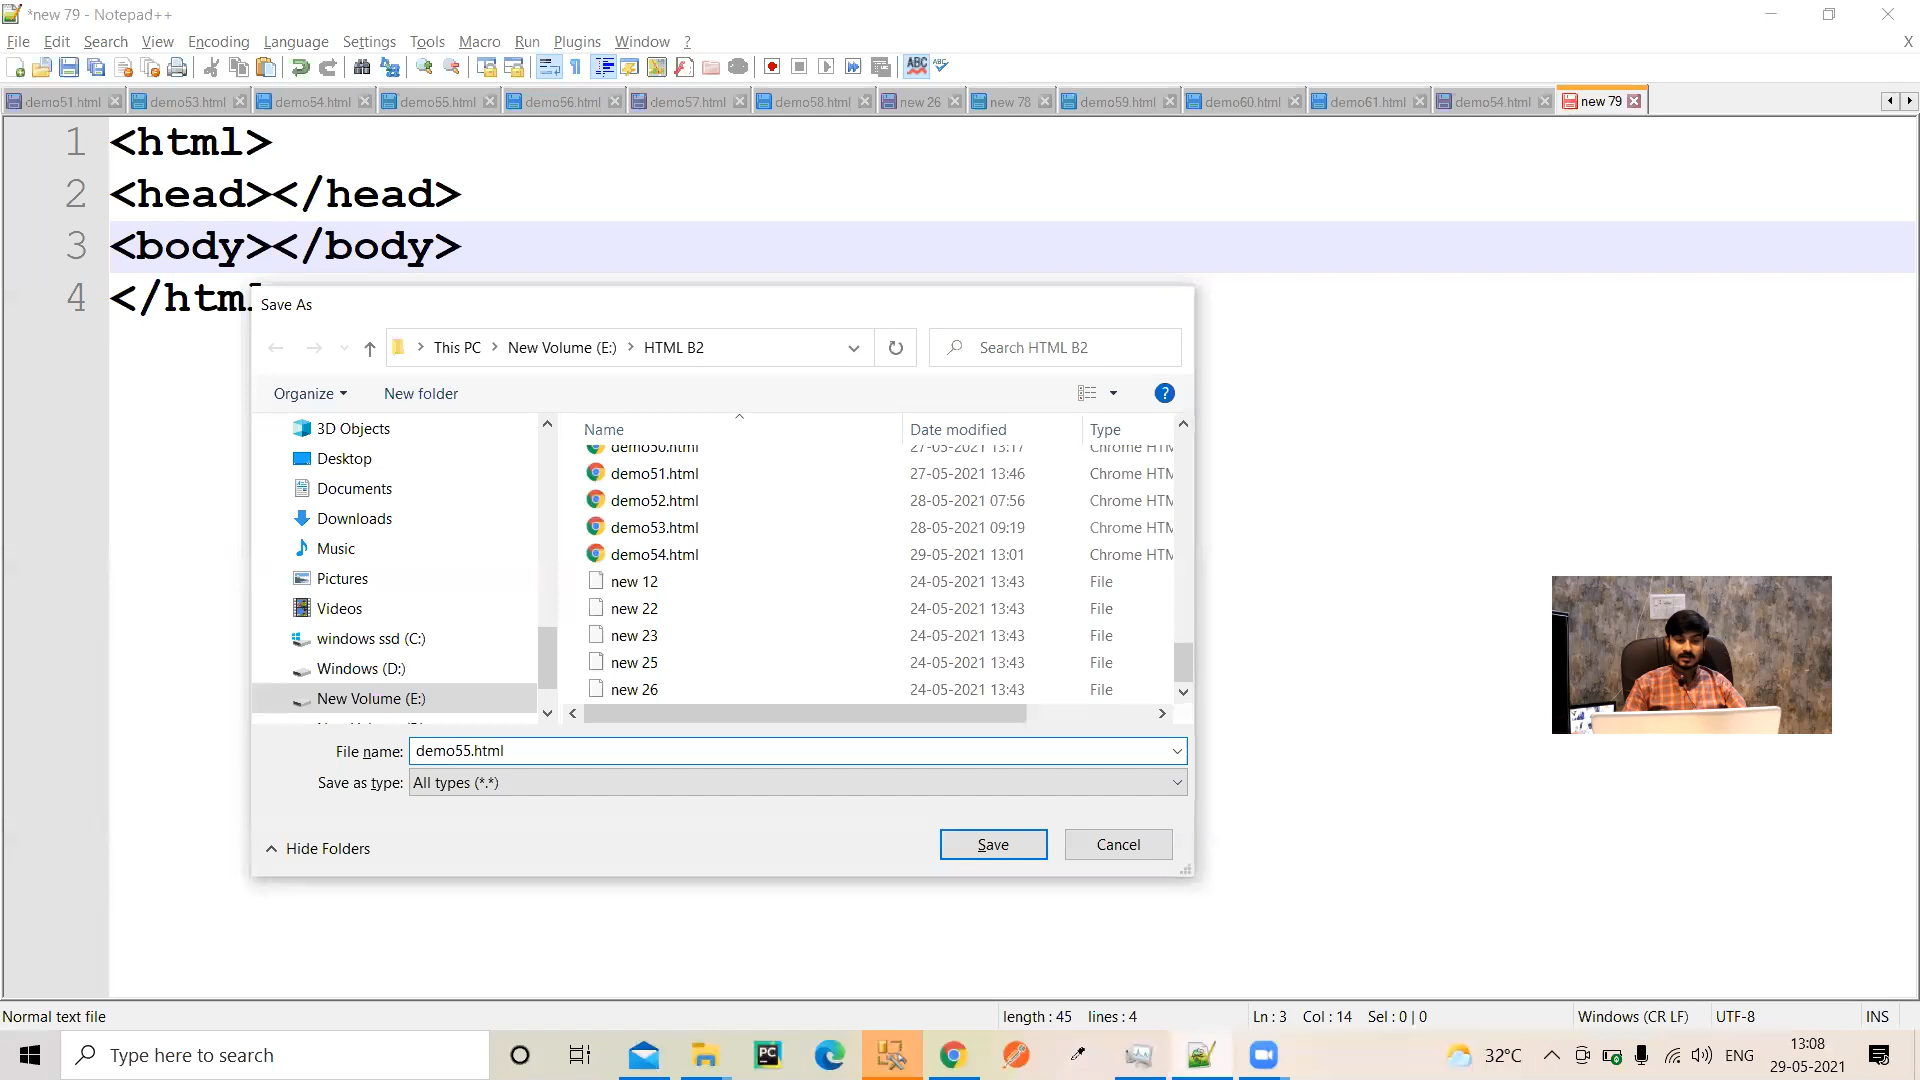 *new 79 - Notepad++
File Edit Search View Encoding Language Settings Tools Macro Run Plugins Window ? X
demo51.html demo53.html demo54.html demo55.html demo56.html demo57.html demo58.html new 26 new 78 demo59.html demo60.html demo61.html demo54.html new 79
1 <html>
2 <head></head>
3 <body></body>
4 </html
Save As
This PC > New Volume (E:) > HTML B2
Search HTML B2
Organize New folder
Name Date modified Type
3D Objects
Desktop
Documents
Downloads
Music
Pictures
Videos
windows ssd (C:)
Windows (D:)
New Volume (E:)
demo50.html 27-05-2021 13:17 Chrome HTM
demo51.html 27-05-2021 13:46 Chrome HTM
demo52.html 28-05-2021 07:56 Chrome HTM
demo53.html 28-05-2021 09:19 Chrome HTM
demo54.html 29-05-2021 13:01 Chrome HTM
new 12 24-05-2021 13:43 File
new 22 24-05-2021 13:43 File
new 23 24-05-2021 13:43 File
new 25 24-05-2021 13:43 File
new 26 24-05-2021 13:43 File
File name: demo55.html
Save as type: All types (*.*)
Hide Folders Save Cancel
Normal text file length : 45 lines : 4 Ln : 3 Col : 14 Sel : 0 | 0 Windows (CR LF) UTF-8 INS
Type here to search 32°C ENG 13:08
29-05-2021